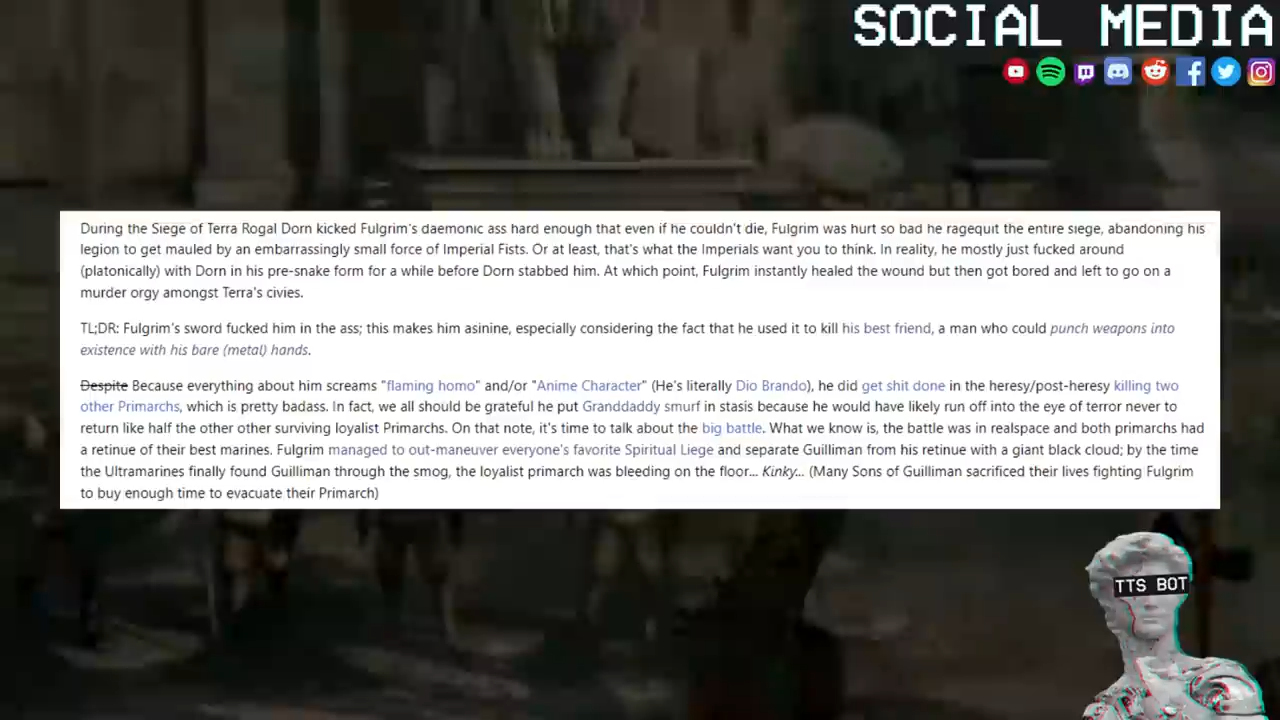 SOCIAL MEDIA
During the Siege of Terra Rogal Dorn kicked Fulgrim's daemonic ass hard enough that even if he couldn't die, Fulgrim was hurt so bad he ragequit the entire siege, abandoning his
legion to get mauled by an embarrassingly small force of Imperial Fists. Or at least, that's what the Imperials want you to think. In reality, he mostly just fucked around
(platonically) with Dorn in his pre-snake form for a while before Dorn stabbed him. At which point, Fulgrim instantly healed the wound but then got bored and left to go on a
murder orgy amongst Terra's civies.
TL;DR: Fulgrim's sword fucked him in the ass; this makes him asinine, especially considering the fact that he used it to kill his best friend, a man who could punch weapons into
existence with his bare (metal) hands.
Despite Because everything about him screams "flaming homo" and/or "Anime Character" (He's literally Dio Brando), he did get shit done in the heresy/post-heresy killing two
other Primarchs, which is pretty badass. In fact, we all should be grateful he put Granddaddy smurf in stasis because he would have likely run off into the eye of terror never to
return like half the other other surviving loyalist Primarchs. On that note, it's time to talk about the big battle. What we know is, the battle was in realspace and both primarchs had
a retinue of their best marines. Fulgrim managed to out-maneuver everyone's favorite Spiritual Liege and separate Guilliman from his retinue with a giant black cloud; by the time
the Ultramarines finally found Guilliman through the smog, the loyalist primarch was bleeding on the floor... Kinky... (Many Sons of Guilliman sacrificed their lives fighting Fulgrim
to buy enough time to evacuate their Primarch)
TTS BOT